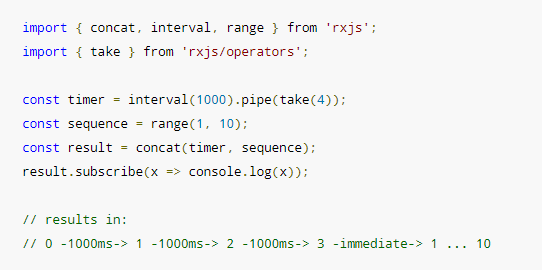 import { concat, interval, range } from 'rxjs';
import { take } from 'rxjs/operators';
const timer = interval(1000).pipe(take(4));
const sequence = range(1, 10);
const result = concat(timer, sequence);
result.subscribe(x => console.log(x));
// results in:
// 0 -1000ms-> 1 -1000ms-> 2 -1000ms-> 3 -immediate-> 1 ... 10